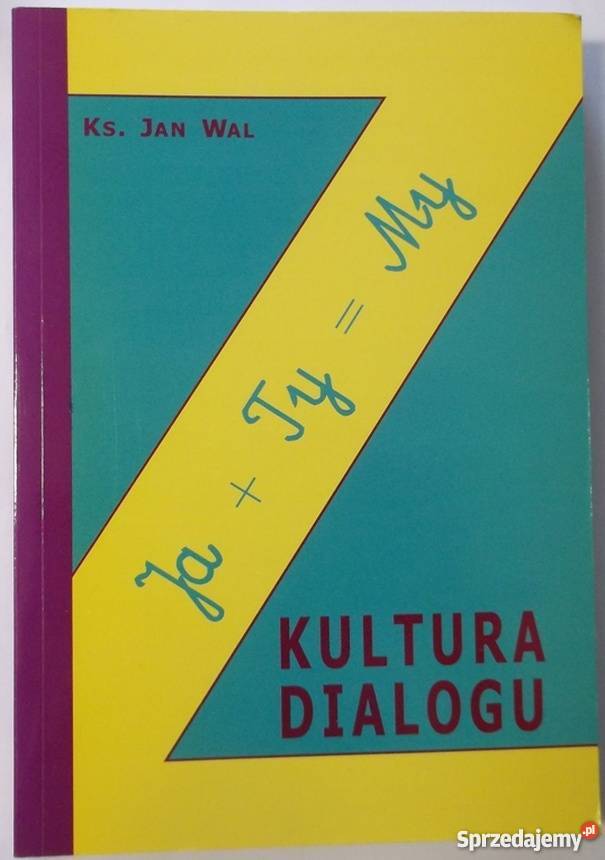 Ks. Jan Wal
Ja + Ty = My
KULTURA
DIALOGU
Sprzedajemy.pl